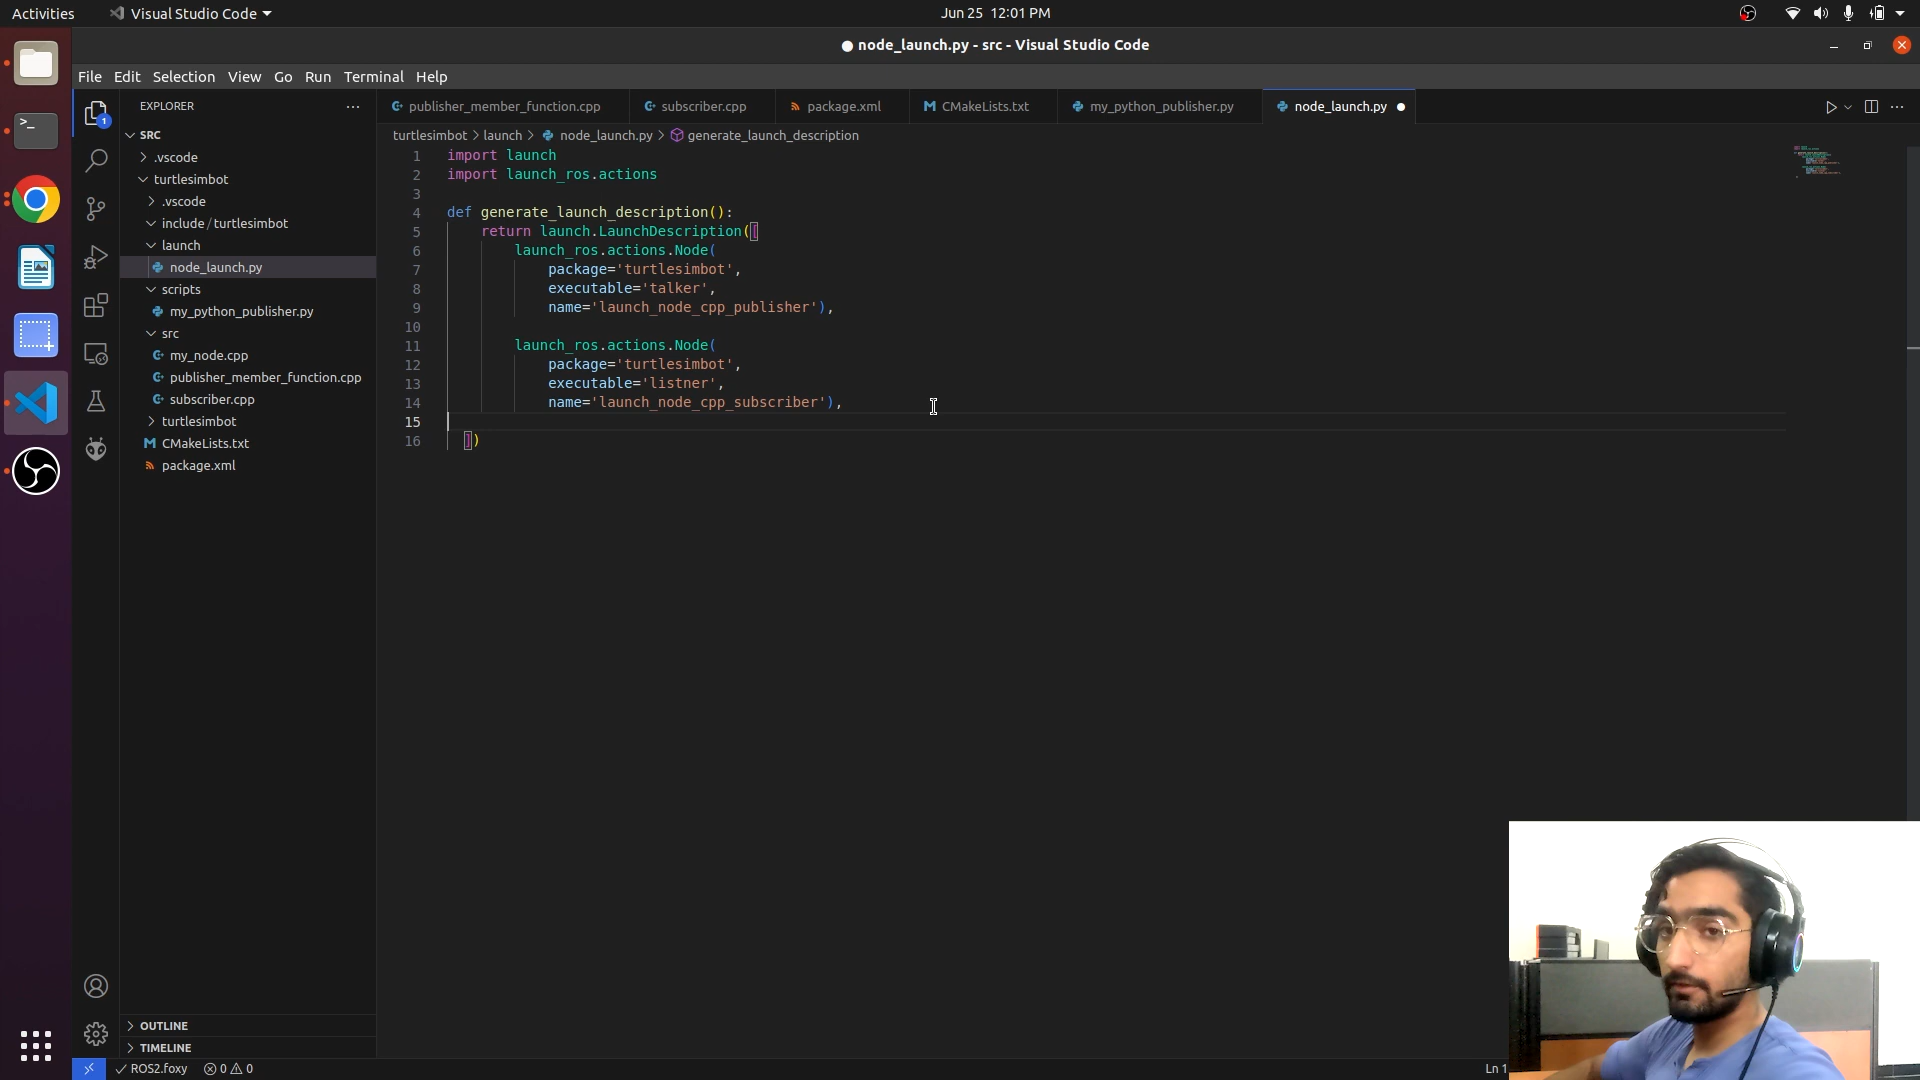 Activities
Visual Studio Code
Jun 25 12:01 PM
● node_launch.py - src - Visual Studio Code
File Edit Selection View Go Run Terminal Help
EXPLORER
SRC
.vscode
turtlesimbot
.vscode
include / turtlesimbot
launch
node_launch.py
scripts
my_python_publisher.py
src
my_node.cpp
publisher_member_function.cpp
subscriber.cpp
turtlesimbot
CMakeLists.txt
package.xml
OUTLINE
TIMELINE
publisher_member_function.cpp subscriber.cpp package.xml CMakeLists.txt my_python_publisher.py node_launch.py
turtlesimbot > launch > node_launch.py > generate_launch_description
1 import launch
2 import launch_ros.actions
3
4 def generate_launch_description():
5 return launch.LaunchDescription([
6 launch_ros.actions.Node(
7 package='turtlesimbot',
8 executable='talker',
9 name='launch_node_cpp_publisher'),
10
11 launch_ros.actions.Node(
12 package='turtlesimbot',
13 executable='listner',
14 name='launch_node_cpp_subscriber'),
15
16 ])
ROS2.foxy 0 0
Ln 1